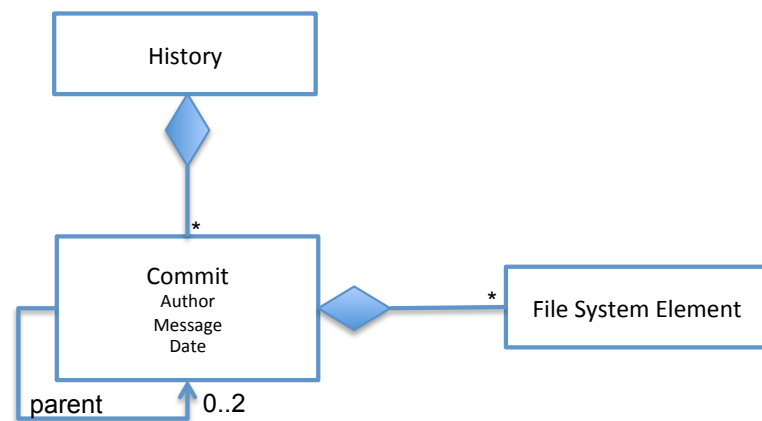 History
*
Commit
Author
Message
Date
*
File System Element
parent
0..2